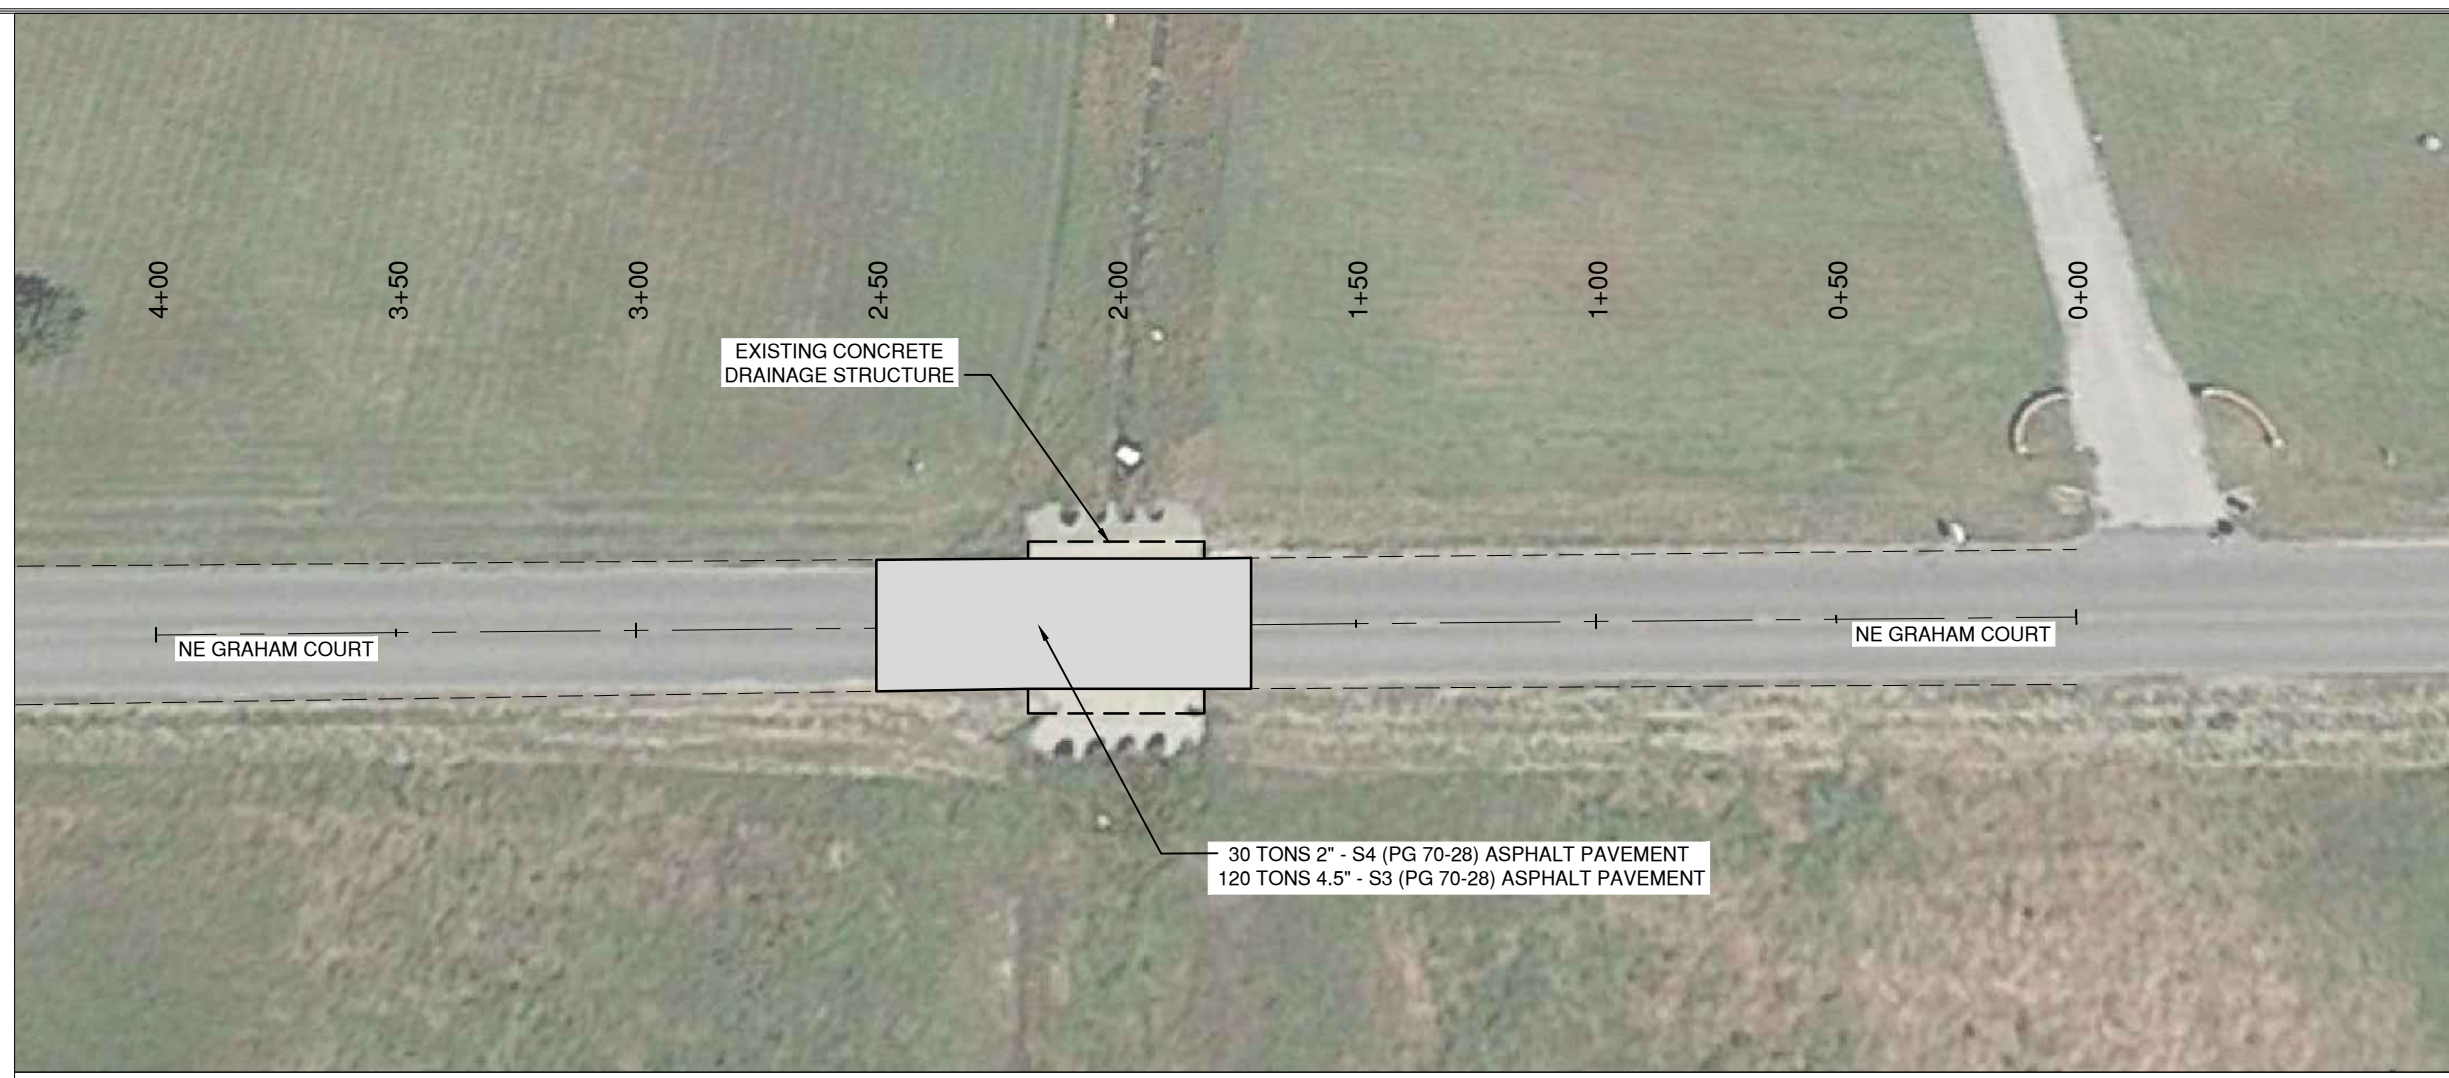 4+00
3+50
3+00
2+50
2+00
1+50
1+00
0+50
0+00
EXISTING CONCRETE
DRAINAGE STRUCTURE
NE GRAHAM COURT
NE GRAHAM COURT
30 TONS 2" - S4 (PG 70-28) ASPHALT PAVEMENT
120 TONS 4.5" - S3 (PG 70-28) ASPHALT PAVEMENT